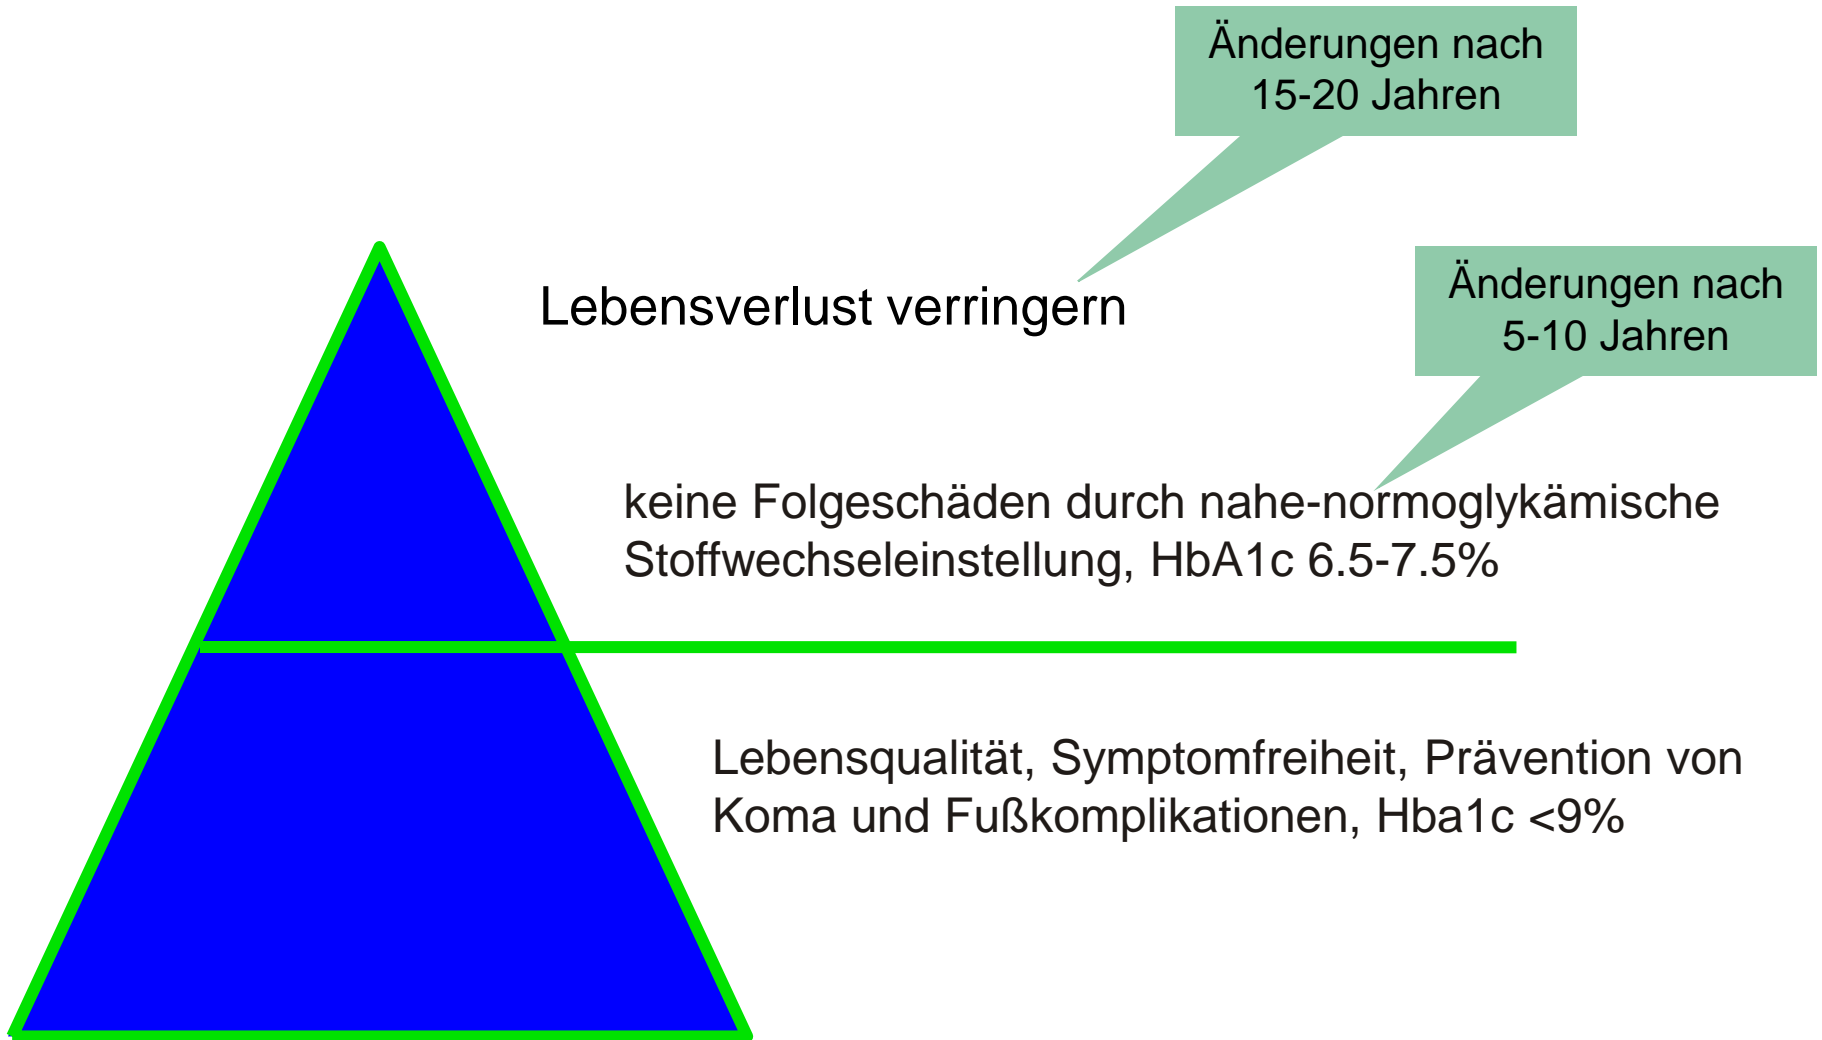 Änderungen nach
15-20 Jahren
Lebensverlust verringern
Änderungen nach
5-10 Jahren
keine Folgeschäden durch nahe-normoglykämische
Stoffwechseleinstellung, HbA1c 6.5-7.5%
Lebensqualität, Symptomfreiheit, Prävention von
Koma und Fußkomplikationen, Hba1c <9%